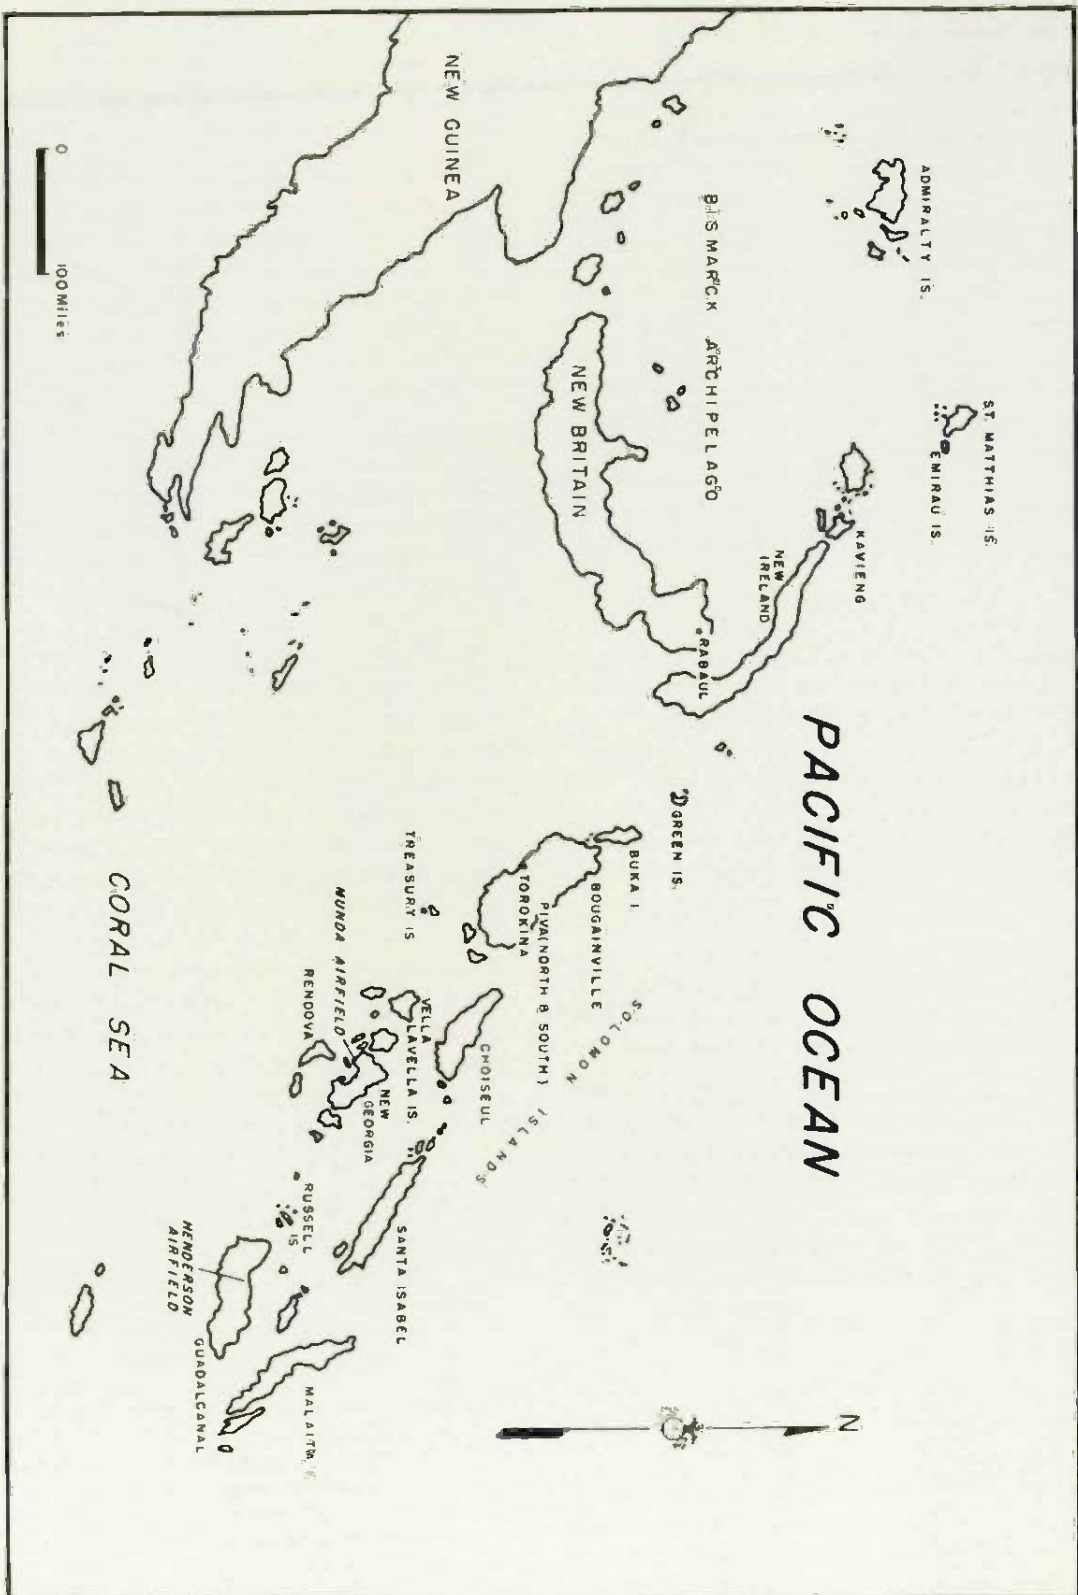 ADMIRALTY IS.
ST. MATTHIAS IS.
EMIRAU IS.
KAVIENG
NEW
IRELAND
BISMARCK ARCHIPELAGO
RABAUL
NEW BRITAIN
NEW GUINEA
PACIFIC OCEAN
GREEN IS.
BUKA I.
BOUGAINVILLE
PIVA (NORTH & SOUTH)
TOROKINA
TREASURY IS
SOLOMON ISLANDS
CHOISEUL
VELLA
LAVELLA IS.
MUNDA AIRFIELD
RENDOVA
NEW
GEORGIA
SANTA ISABEL
RUSSELL
IS
HENDERSON
AIRFIELD
GUADALCANAL
CORAL SEA
N
0 100 Miles